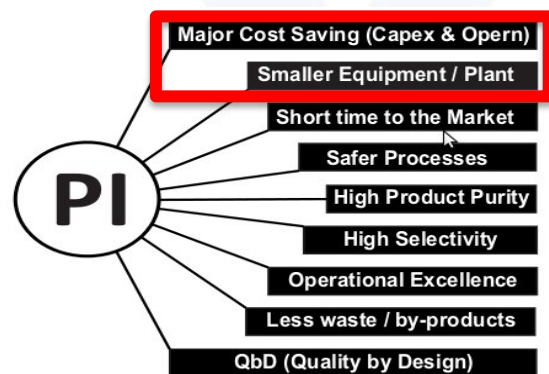 Major Cost Saving (Capex & Opern)
Smaller Equipment / Plant
Short time to the Market
Safer Processes
PI
High Product Purity
High Selectivity
Operational Excellence
Less waste / by-products
QbD (Quality by Design)